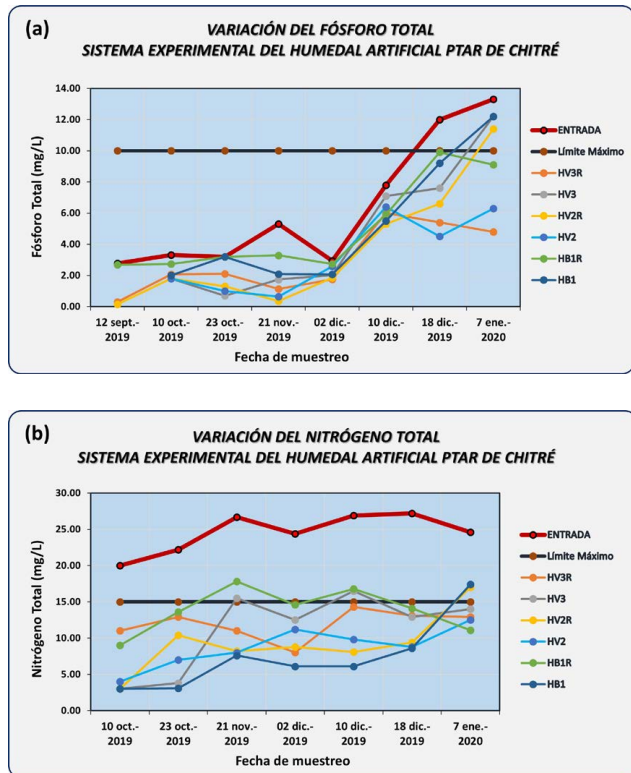 (a)
VARIACIÓN DEL FÓSFORO TOTAL
SISTEMA EXPERIMENTAL DEL HUMEDAL ARTIFICIAL PTAR DE CHITRÉ
Fósforo Total (mg/L)
14.00
12.00
10.00
8.00
6.00
4.00
2.00
0.00
12 sept.- 10 oct.- 23 oct.- 21 nov.- 02 dic.- 10 dic.- 18 dic.- 7 ene.-
2019 2019 2019 2019 2019 2019 2019 2020
Fecha de muestreo
ENTRADA
Límite Máximo
HV3R
HV3
HV2R
HV2
HB1R
HB1
(b)
VARIACIÓN DEL NITRÓGENO TOTAL
SISTEMA EXPERIMENTAL DEL HUMEDAL ARTIFICIAL PTAR DE CHITRÉ
Nitrógeno Total (mg/L)
30.00
25.00
20.00
15.00
10.00
5.00
0.00
10 oct.- 23 oct.- 21 nov.- 02 dic.- 10 dic.- 18 dic.- 7 ene.-
2019 2019 2019 2019 2019 2019 2020
Fecha de muestreo
ENTRADA
Límite Máximo
HV3R
HV3
HV2R
HV2
HB1R
HB1